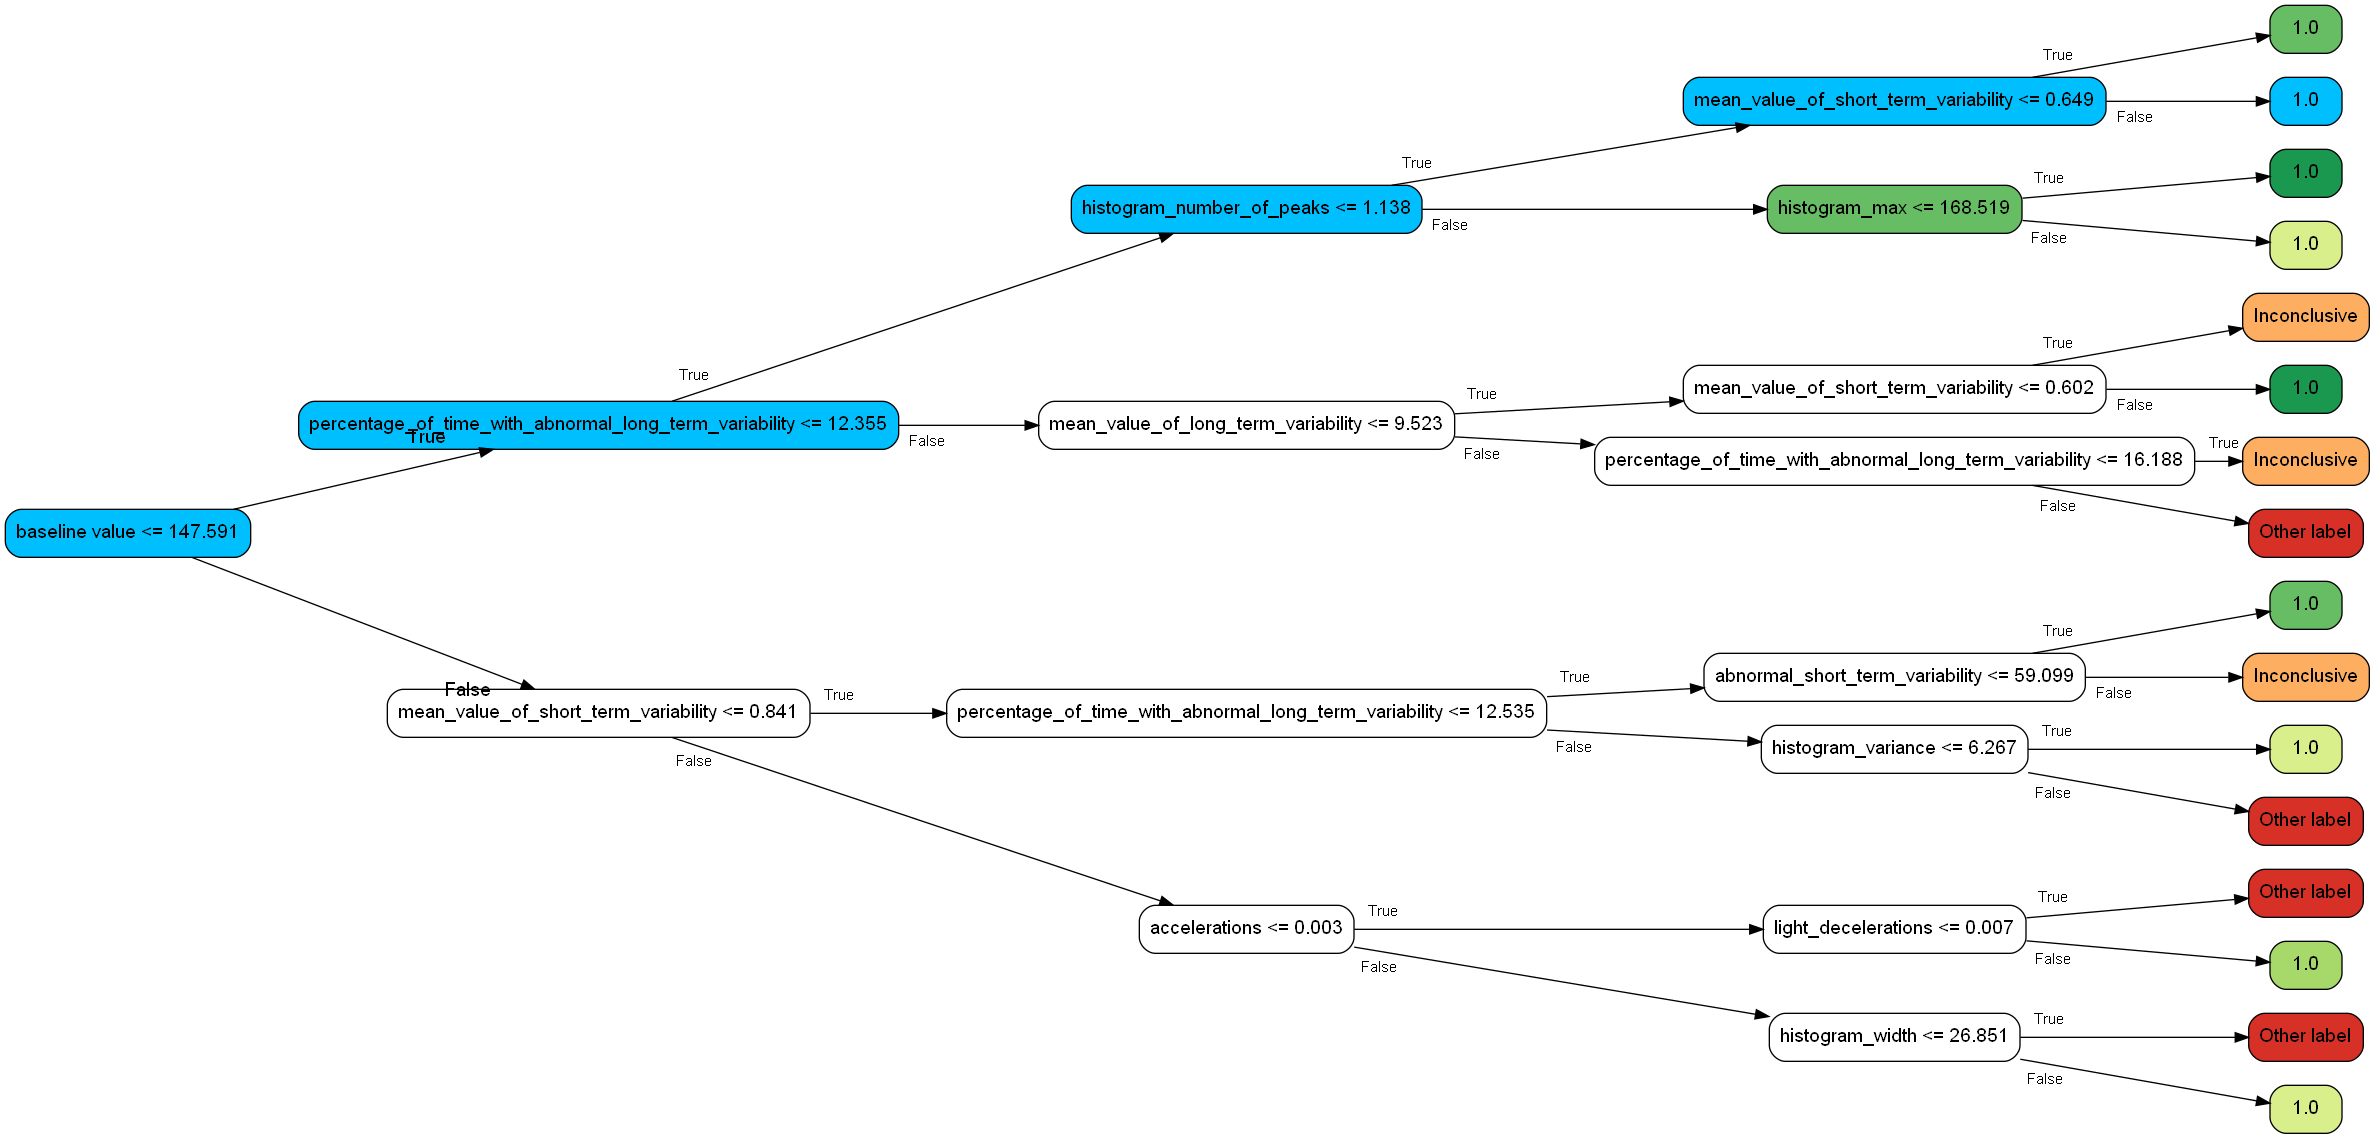 baseline value <= 147.591
True
False
percentage_of_time_with_abnormal_long_term_variability <= 12.355
True
False
mean_value_of_short_term_variability <= 0.841
True
False
histogram_number_of_peaks <= 1.138
True
False
mean_value_of_long_term_variability <= 9.523
True
False
percentage_of_time_with_abnormal_long_term_variability <= 12.535
True
False
accelerations <= 0.003
True
False
mean_value_of_short_term_variability <= 0.649
True
False
histogram_max <= 168.519
True
False
mean_value_of_short_term_variability <= 0.602
True
False
percentage_of_time_with_abnormal_long_term_variability <= 16.188
True
False
abnormal_short_term_variability <= 59.099
True
False
histogram_variance <= 6.267
True
False
light_decelerations <= 0.007
True
False
histogram_width <= 26.851
True
False
1.0
1.0
1.0
1.0
Inconclusive
1.0
Inconclusive
Other label
1.0
Inconclusive
1.0
Other label
Other label
1.0
Other label
1.0